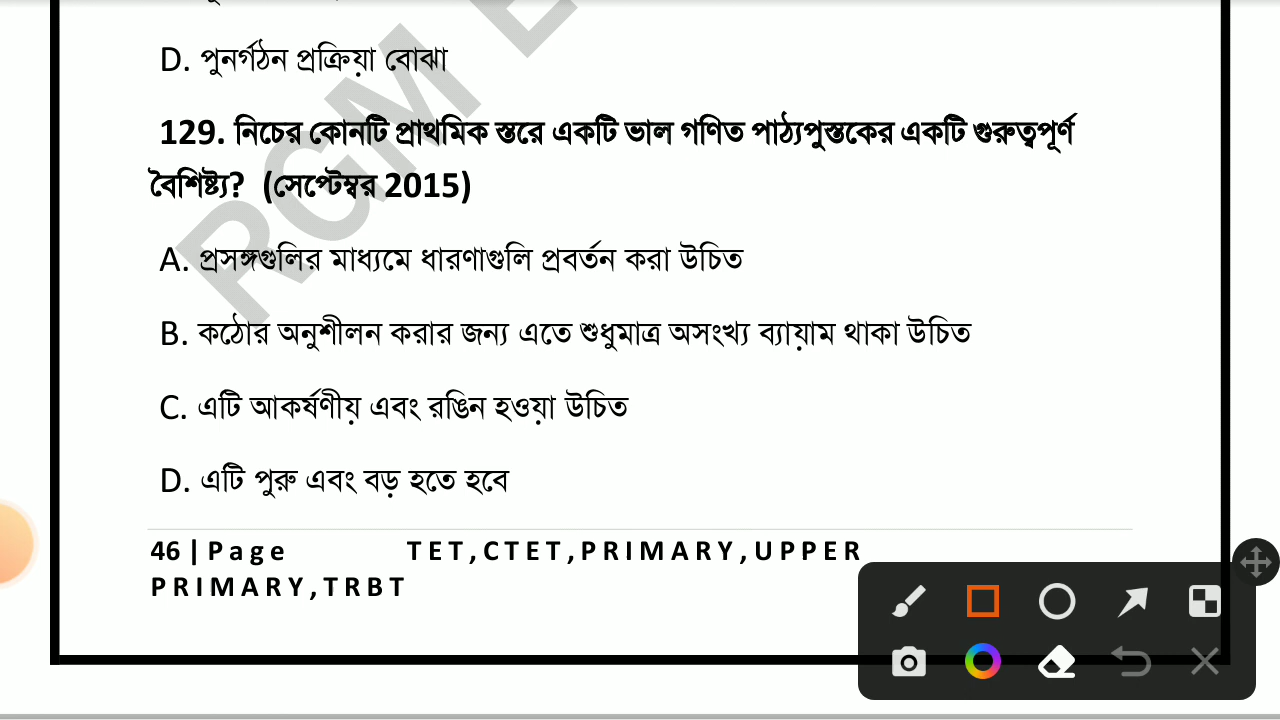 D. পুনর্গঠন প্রক্রিয়া বোঝা
129. নিচের কোনটি প্রাথমিক স্তরে একটি ভাল গণিত পাঠ্যপুস্তকের একটি গুরুত্বপূর্ণ
বৈশিষ্ট্য? (সেপ্টেম্বর 2015)
A. প্রসঙ্গগুলির মাধ্যমে ধারণাগুলি প্রবর্তন করা উচিত
B. কঠোর অনুশীলন করার জন্য এতে শুধুমাত্র অসংখ্য ব্যায়াম থাকা উচিত
C. এটি আকর্ষণীয় এবং রঙিন হওয়া উচিত
D. এটি পুরু এবং বড় হতে হবে
46 | Page TET,CTET,PRIMARY,UPPER
PRIMARY,TRBT
RGM E